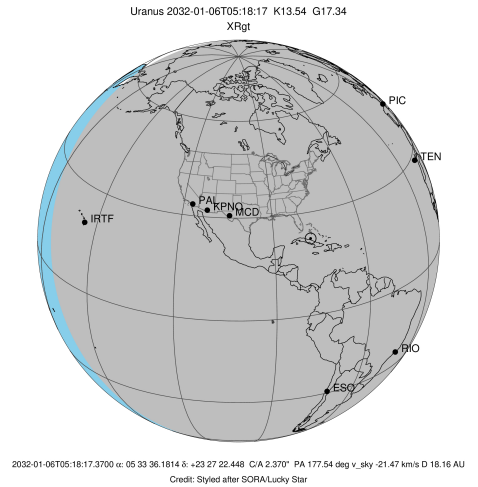 Uranus 2032-01-06T05:18:17 K13.54 G17.34
XRgt
PIC
TEN
PAL
KPNO
MCD
IRTF
RIO
ESO
2032-01-06T05:18:17.3700 α: 05 33 36.1814 δ: +23 27 22.448 C/A 2.370" PA 177.54 deg v_sky -21.47 km/s D 18.16 AU
Credit: Styled after SORA/Lucky Star